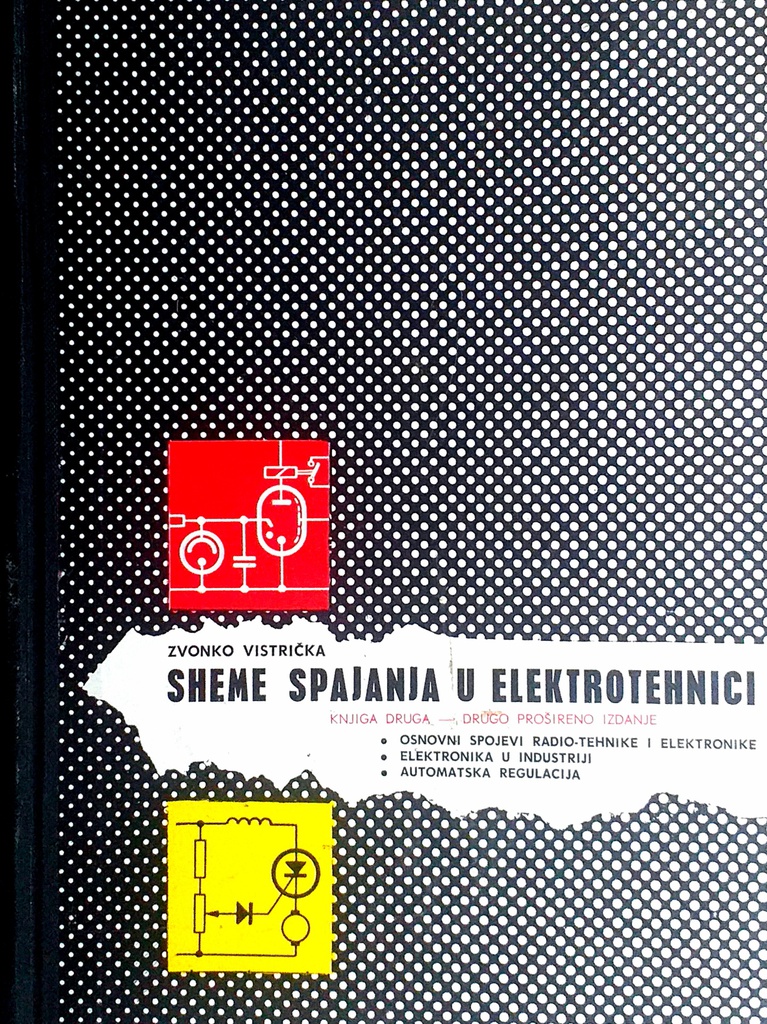 ZVONKO VISTRIČKA
SHEME SPAJANJA U ELEKTROTEHNICI
KNJIGA DRUGA — DRUGO PROŠIRENO IZDANJE
• OSNOVNI SPOJEVI RADIO-TEHNIKE I ELEKTRONIKE
• ELEKTRONIKA U INDUSTRIJI
• AUTOMATSKA REGULACIJA